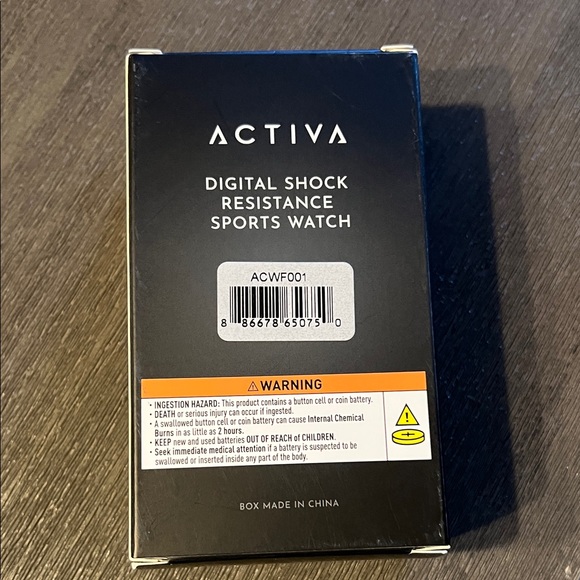 ACTIVA
DIGITAL SHOCK
RESISTANCE
SPORTS WATCH
ACWF001
8 86678 65075 0
⚠ WARNING
• INGESTION HAZARD: This product contains a button cell or coin battery.
• DEATH or serious injury can occur if ingested.
• A swallowed button cell or coin battery can cause Internal Chemical
Burns in as little as 2 hours.
• KEEP new and used batteries OUT OF REACH of CHILDREN.
• Seek immediate medical attention if a battery is suspected to be
swallowed or inserted inside any part of the body.
BOX MADE IN CHINA